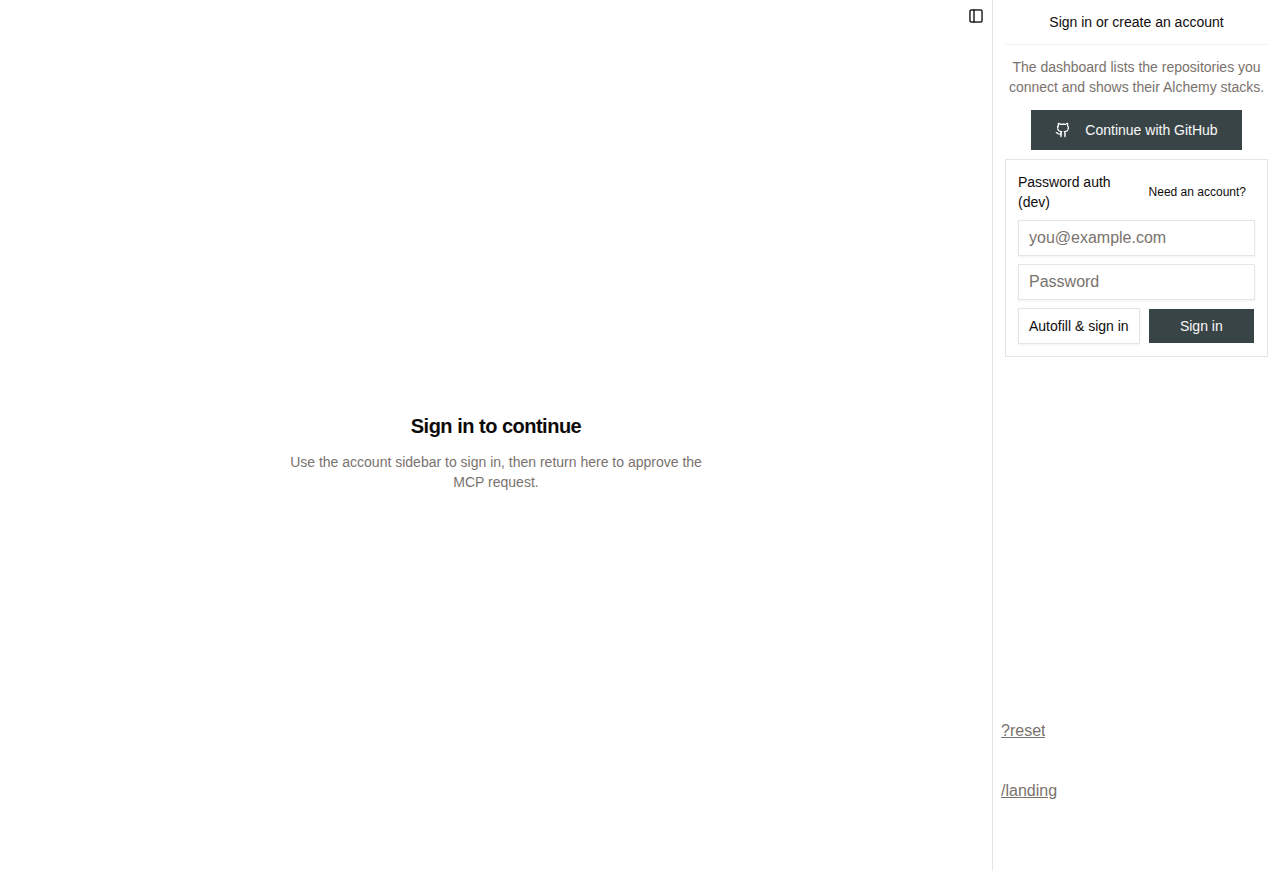 Sign in to continue
Use the account sidebar to sign in, then return here to approve the
MCP request.
Sign in or create an account
The dashboard lists the repositories you
connect and shows their Alchemy stacks.
Continue with GitHub
Password auth
(dev)
Need an account?
you@example.com
Password
Autofill & sign in
Sign in
?reset
/landing